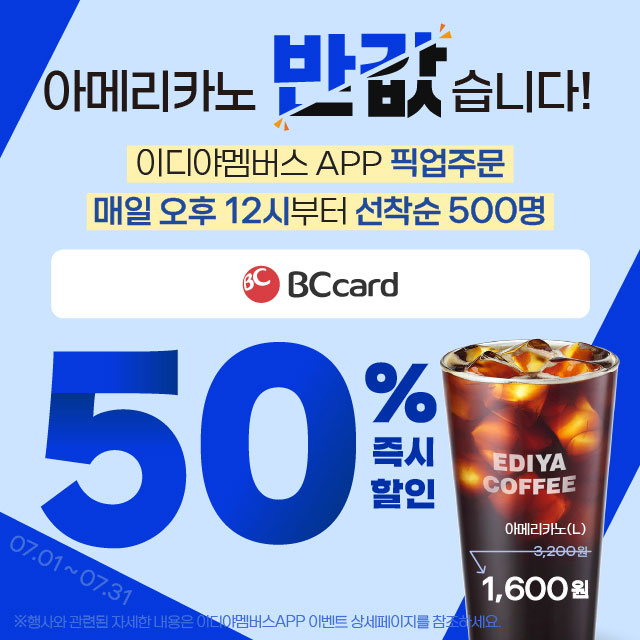 아메리카노 반값습니다!
이디야멤버스 APP 픽업주문
매일 오후 12시부터 선착순 500명
BC BCcard
50%
즉시
할인
EDIYA
COFFEE
아메리카노(L)
3,200원
1,600원
07.01~07.31
※행사와 관련된 자세한 내용은 이디야멤버스APP 이벤트 상세페이지를 참조하세요.